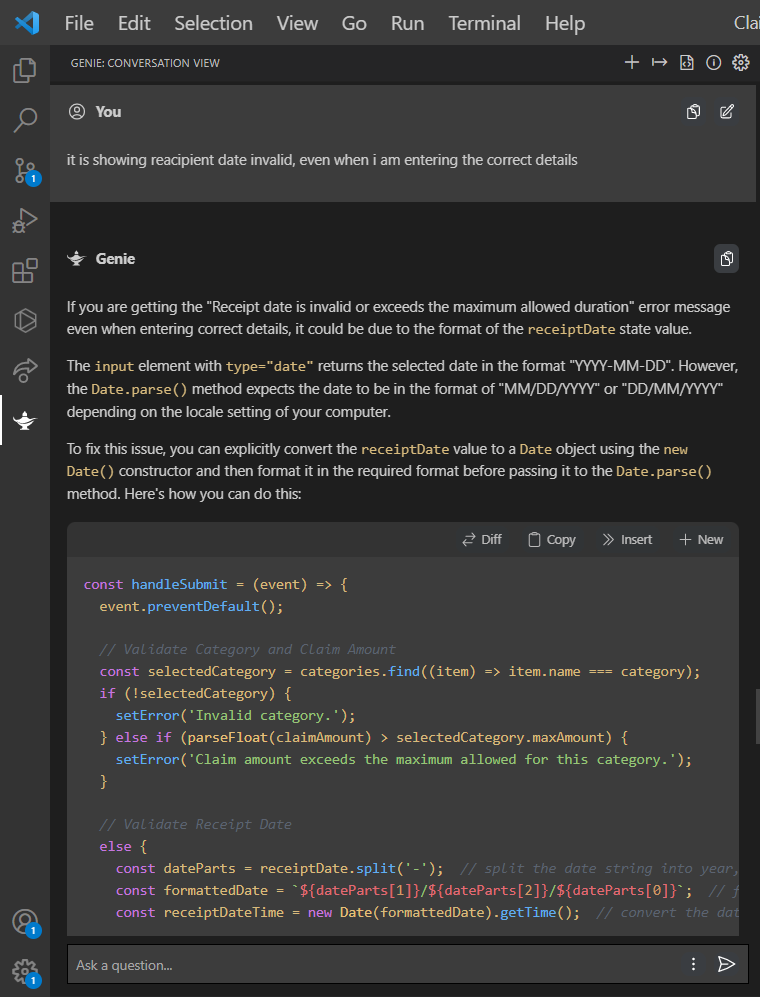 File Edit Selection View Go Run Terminal Help Clai
GENIE: CONVERSATION VIEW
You
it is showing reacipient date invalid, even when i am entering the correct details
1
Genie
If you are getting the "Receipt date is invalid or exceeds the maximum allowed duration" error message
even when entering correct details, it could be due to the format of the receiptDate state value.
The input element with type="date" returns the selected date in the format "YYYY-MM-DD". However,
the Date.parse() method expects the date to be in the format of "MM/DD/YYYY" or "DD/MM/YYYY"
depending on the locale setting of your computer.
To fix this issue, you can explicitly convert the receiptDate value to a Date object using the new
Date() constructor and then format it in the required format before passing it to the Date.parse()
method. Here's how you can do this:
Diff Copy Insert New
const handleSubmit = (event) => {
event.preventDefault();
// Validate Category and Claim Amount
const selectedCategory = categories.find((item) => item.name === category);
if (!selectedCategory) {
setError('Invalid category.');
} else if (parseFloat(claimAmount) > selectedCategory.maxAmount) {
setError('Claim amount exceeds the maximum allowed for this category.');
}
// Validate Receipt Date
else {
const dateParts = receiptDate.split('-'); // split the date string into year,
const formattedDate = `${dateParts[1]}/${dateParts[2]}/${dateParts[0]}`; // f
const receiptDateTime = new Date(formattedDate).getTime(); // convert the dat
1
Ask a question...
1